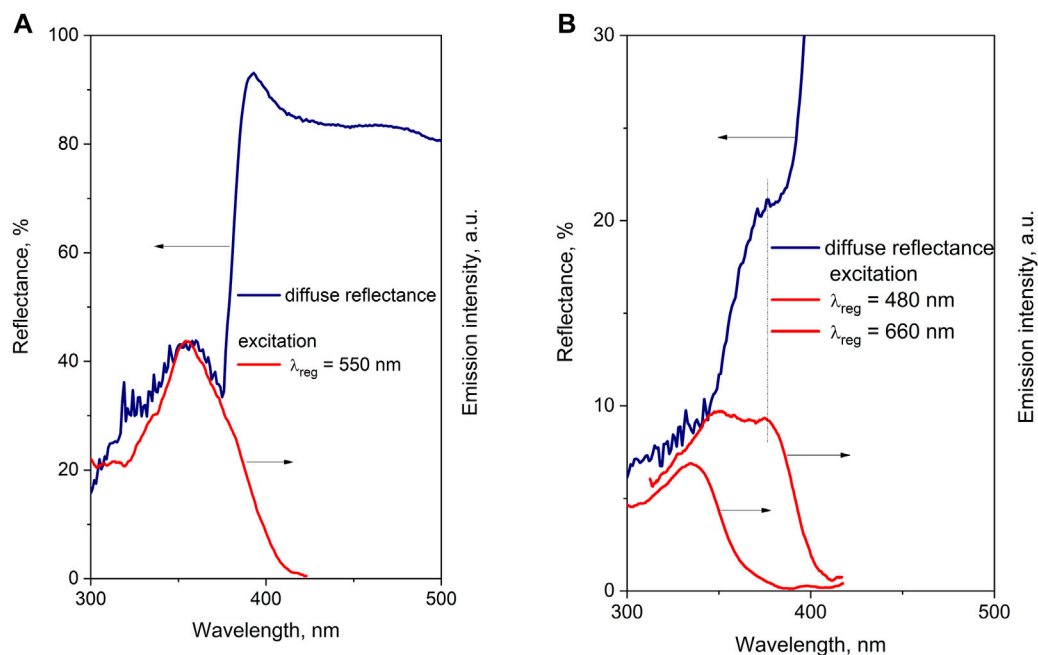 A
100
80
60
40
20
0
300
400
500
Reflectance, %
Wavelength, nm
Emission intensity, a.u.
diffuse reflectance
excitation
λreg = 550 nm
B
30
20
10
0
300
400
500
Reflectance, %
Wavelength, nm
Emission intensity, a.u.
diffuse reflectance
excitation
λreg = 480 nm
λreg = 660 nm